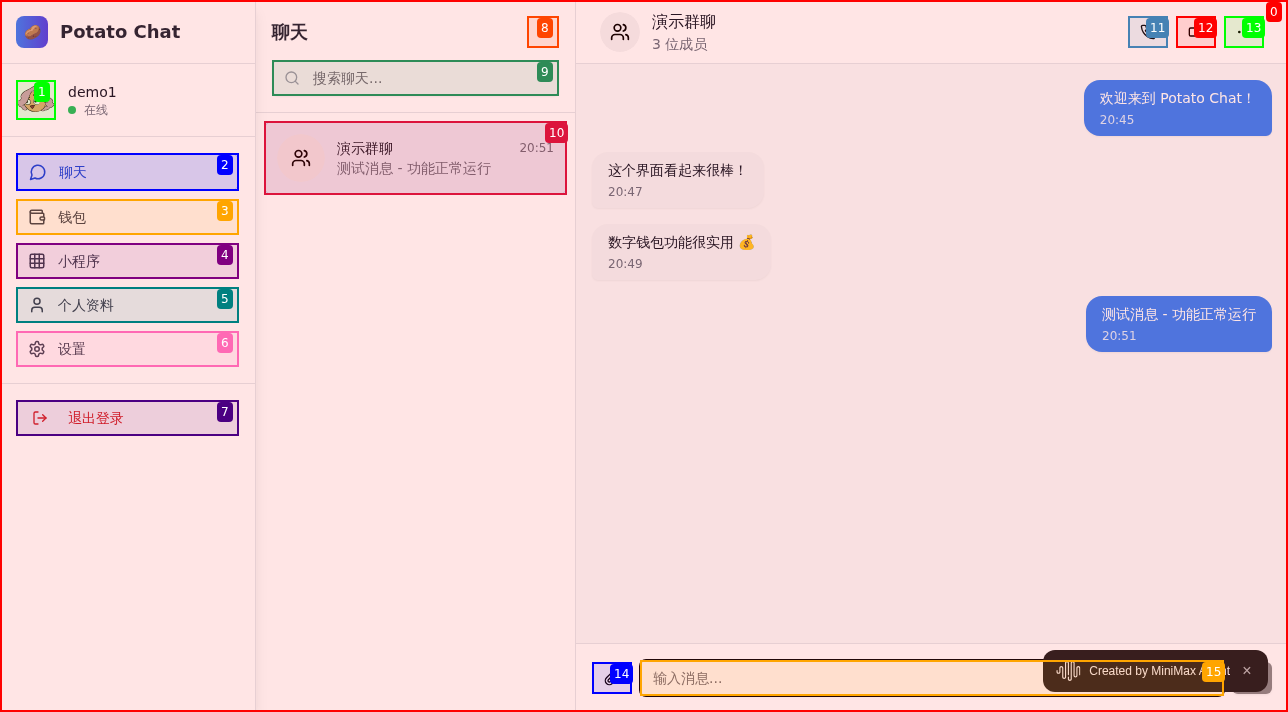 Potato Chat
demo1
在线
聊天
钱包
小程序
个人资料
设置
退出登录
聊天
搜索聊天...
演示群聊
20:51
测试消息 - 功能正常运行
演示群聊
3 位成员
欢迎来到 Potato Chat！
20:45
这个界面看起来很棒！
20:47
数字钱包功能很实用 💰
20:49
测试消息 - 功能正常运行
20:51
输入消息...
Created by MiniMax
0
1
2
3
4
5
6
7
8
9
10
11
12
13
14
15